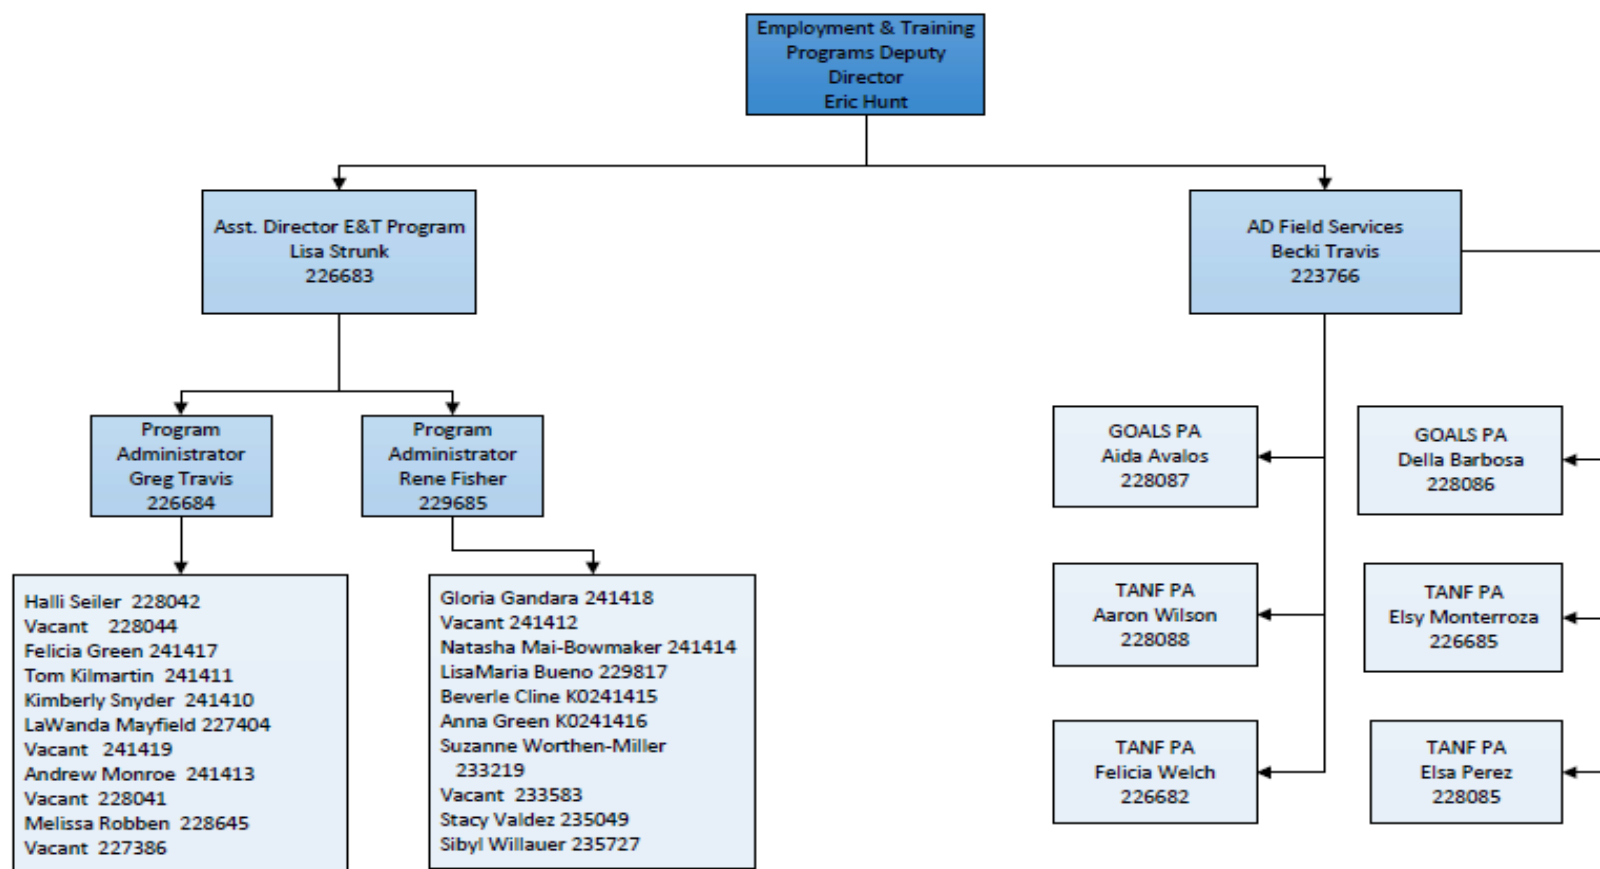 Employment & Training
Programs Deputy
Director
Eric Hunt
Asst. Director E&T Program
Lisa Strunk
226683
AD Field Services
Becki Travis
223766
Program
Administrator
Greg Travis
226684
Program
Administrator
Rene Fisher
229685
GOALS PA
Aida Avalos
228087
GOALS PA
Della Barbosa
228086
Halli Seiler 228042
Vacant 228044
Felicia Green 241417
Tom Kilmartin 241411
Kimberly Snyder 241410
LaWanda Mayfield 227404
Vacant 241419
Andrew Monroe 241413
Vacant 228041
Melissa Robben 228645
Vacant 227386
Gloria Gandara 241418
Vacant 241412
Natasha Mai-Bowmaker 241414
LisaMaria Bueno 229817
Beverle Cline K0241415
Anna Green K0241416
Suzanne Worthen-Miller
233219
Vacant 233583
Stacy Valdez 235049
Sibyl Willauer 235727
TANF PA
Aaron Wilson
228088
TANF PA
Elsy Monterroza
226685
TANF PA
Felicia Welch
226682
TANF PA
Elsa Perez
228085